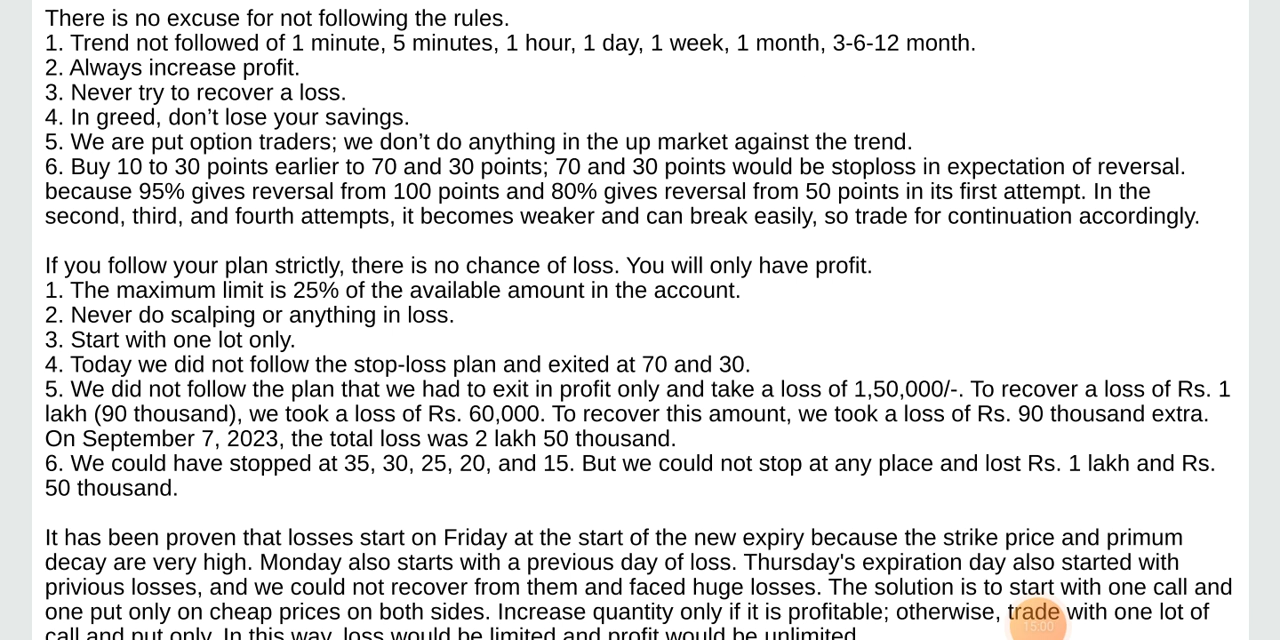 There is no excuse for not following the rules.
1. Trend not followed of 1 minute, 5 minutes, 1 hour, 1 day, 1 week, 1 month, 3-6-12 month.
2. Always increase profit.
3. Never try to recover a loss.
4. In greed, don’t lose your savings.
5. We are put option traders; we don’t do anything in the up market against the trend.
6. Buy 10 to 30 points earlier to 70 and 30 points; 70 and 30 points would be stoploss in expectation of reversal.
because 95% gives reversal from 100 points and 80% gives reversal from 50 points in its first attempt. In the
second, third, and fourth attempts, it becomes weaker and can break easily, so trade for continuation accordingly.
If you follow your plan strictly, there is no chance of loss. You will only have profit.
1. The maximum limit is 25% of the available amount in the account.
2. Never do scalping or anything in loss.
3. Start with one lot only.
4. Today we did not follow the stop-loss plan and exited at 70 and 30.
5. We did not follow the plan that we had to exit in profit only and take a loss of 1,50,000/-. To recover a loss of Rs. 1
lakh (90 thousand), we took a loss of Rs. 60,000. To recover this amount, we took a loss of Rs. 90 thousand extra.
On September 7, 2023, the total loss was 2 lakh 50 thousand.
6. We could have stopped at 35, 30, 25, 20, and 15. But we could not stop at any place and lost Rs. 1 lakh and Rs.
50 thousand.
It has been proven that losses start on Friday at the start of the new expiry because the strike price and primum
decay are very high. Monday also starts with a previous day of loss. Thursday's expiration day also started with
privious losses, and we could not recover from them and faced huge losses. The solution is to start with one call and
one put only on cheap prices on both sides. Increase quantity only if it is profitable; otherwise, trade with one lot of
call and put only. In this way, loss would be limited and profit would be unlimited.
15:00